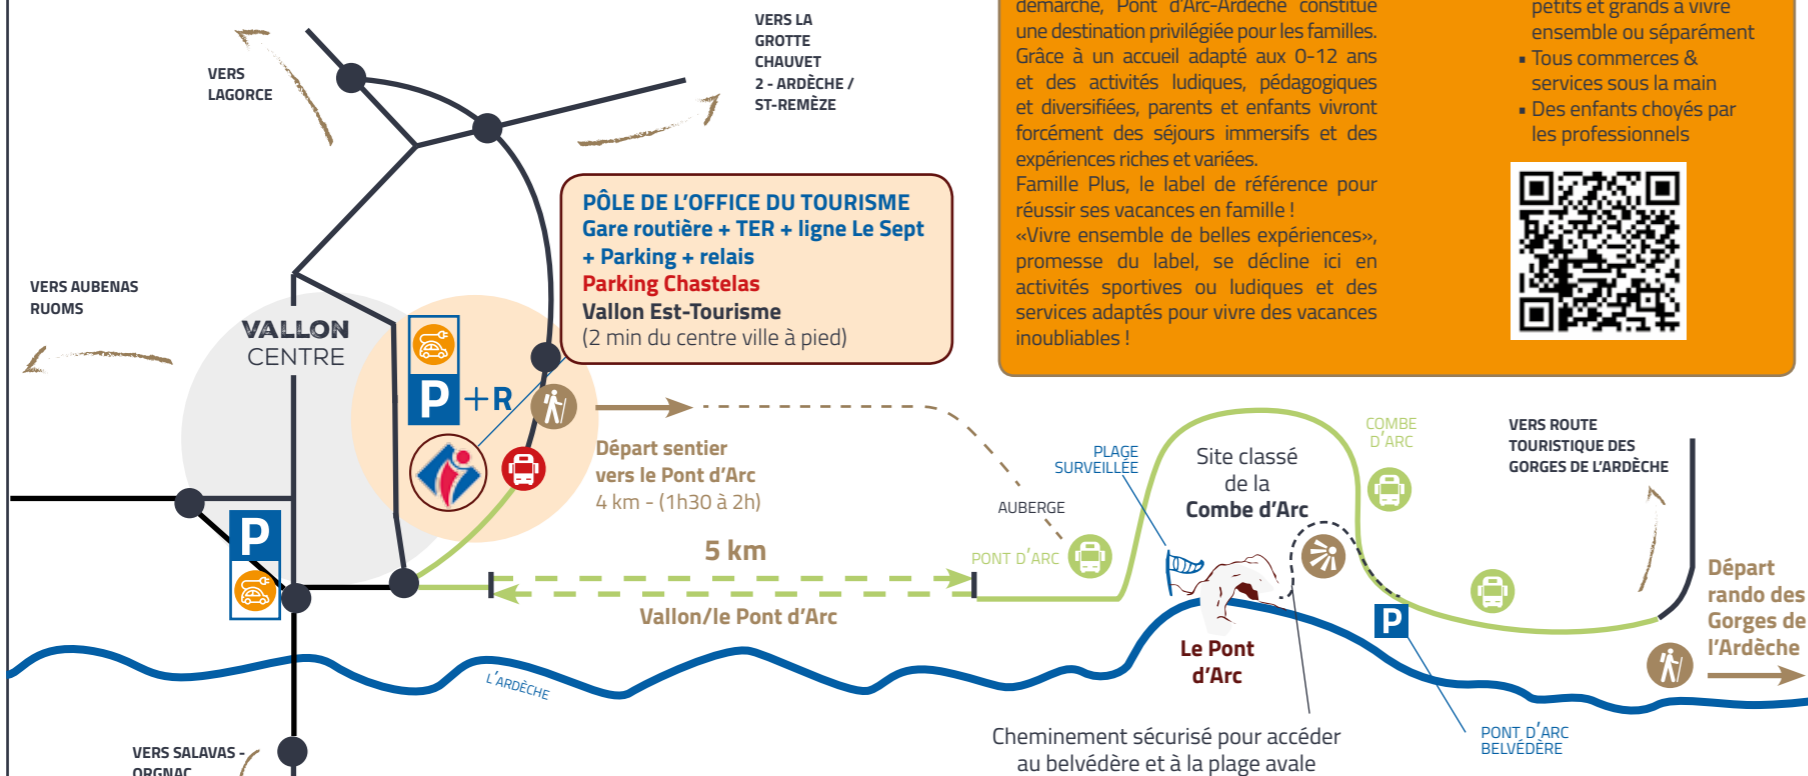 VERS LA
GROTTE
CHAUVET
2 - ARDÈCHE /
ST-REMÈZE
VERS
LAGORCE
démarche, Pont d'Arc-Ardèche constitue
une destination privilégiée pour les familles.
Grâce à un accueil adapté aux 0-12 ans
et des activités ludiques, pédagogiques
et diversifiées, parents et enfants vivront
forcément des séjours immersifs et des
expériences riches et variées.
Famille Plus, le label de référence pour
réussir ses vacances en famille !
«Vivre ensemble de belles expériences»,
promesse du label, se décline ici en
activités sportives ou ludiques et des
services adaptés pour vivre des vacances
inoubliables !
petits et grands à vivre
ensemble ou séparément
▪ Tous commerces &
services sous la main
▪ Des enfants choyés par
les professionnels
PÔLE DE L'OFFICE DU TOURISME
Gare routière + TER + ligne Le Sept
+ Parking + relais
Parking Chastelas
Vallon Est-Tourisme
(2 min du centre ville à pied)
VERS AUBENAS
RUOMS
VALLON
CENTRE
P +R
Départ sentier
vers le Pont d'Arc
4 km - (1h30 à 2h)
P
5 km
Vallon/le Pont d'Arc
AUBERGE
PONT D'ARC
PLAGE
SURVEILLÉE
Site classé
de la
Combe d'Arc
COMBE
D'ARC
VERS ROUTE
TOURISTIQUE DES
GORGES DE L'ARDÈCHE
Départ
rando des
Gorges de
l'Ardèche
P
Le Pont
d'Arc
L'ARDÈCHE
PONT D'ARC
BELVÉDÈRE
Cheminement sécurisé pour accéder
au belvédère et à la plage avale
VERS SALAVAS -
ORGNAC